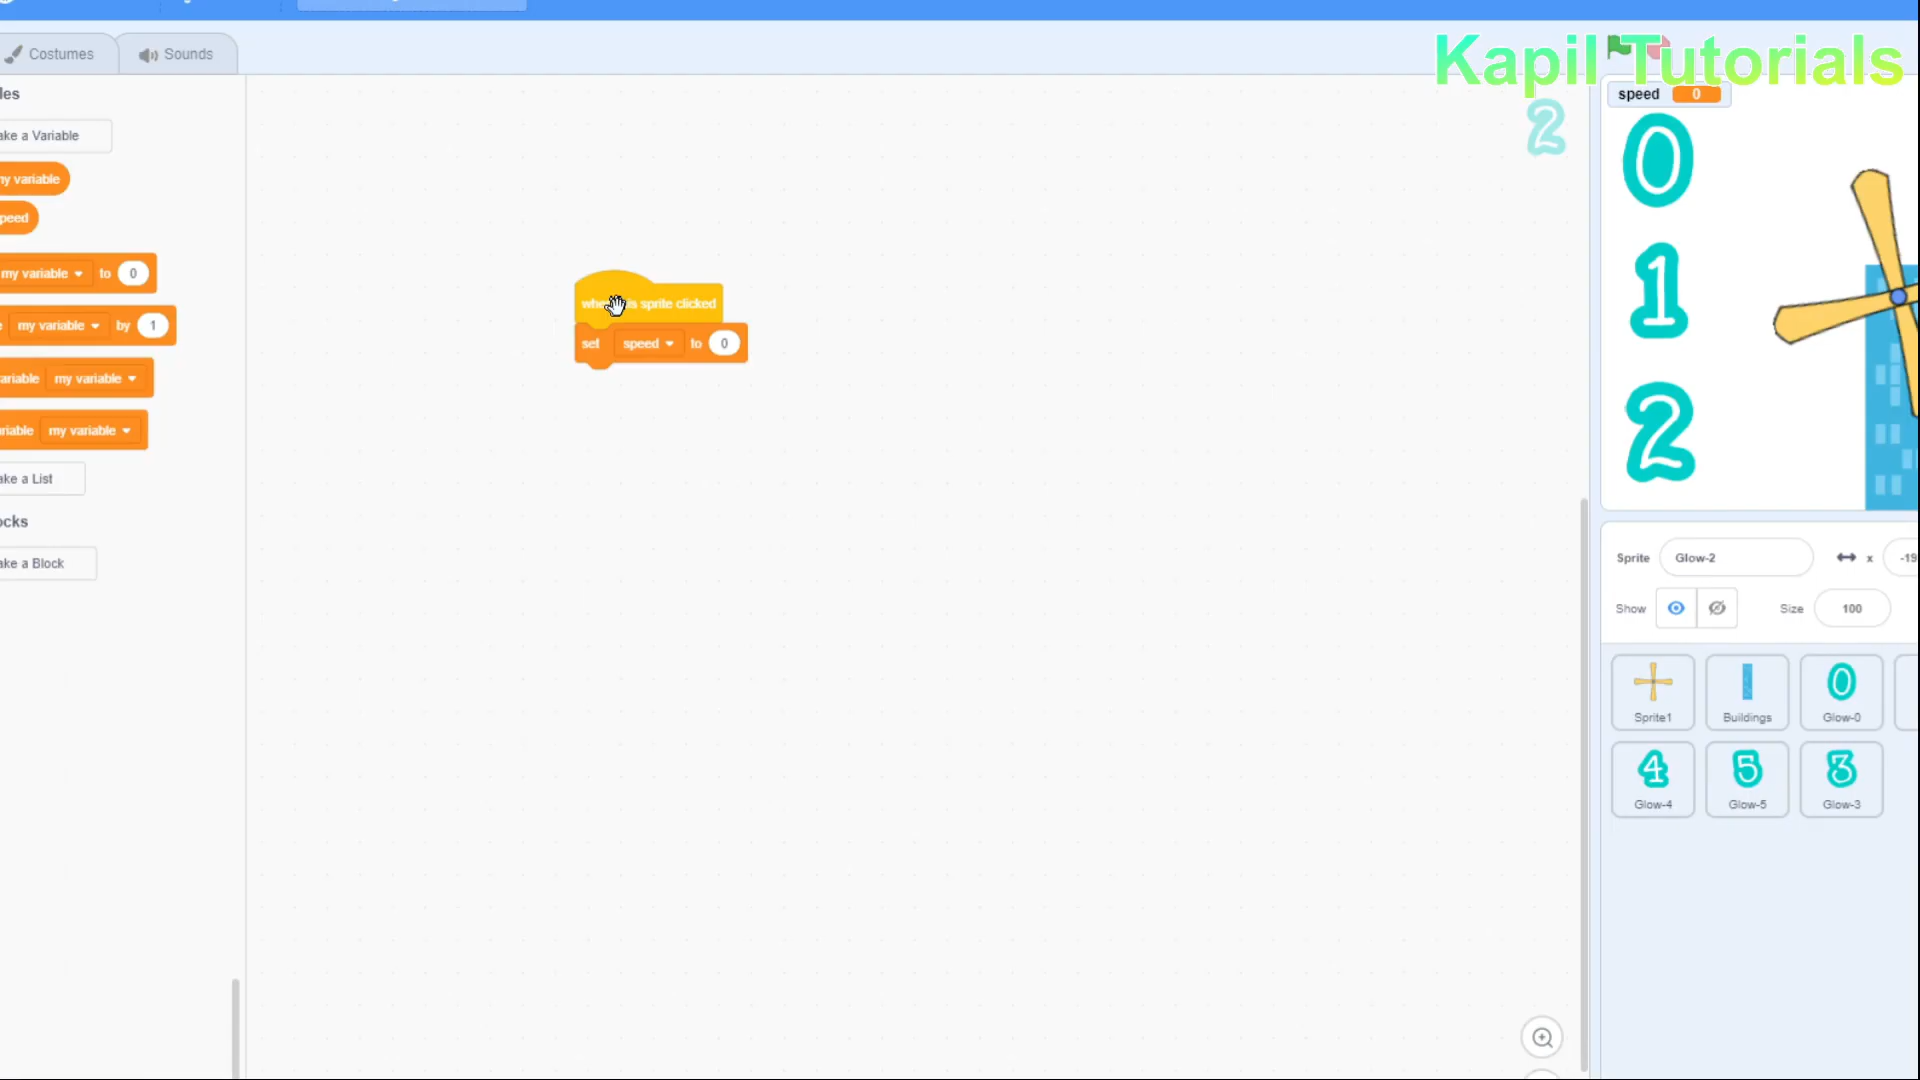 Costumes
Sounds
Kapil Tutorials
les
ake a Variable
my variable
peed
my variable to 0
my variable by 1
ariable my variable
riable my variable
ake a List
ocks
ake a Block
2
sprite clicked
set speed to 0
speed 0
0
1
2
Sprite Glow-2 x -19
Show Size 100
Sprite1 Buildings 0 Glow-0
4 Glow-4 5 Glow-5 3 Glow-3